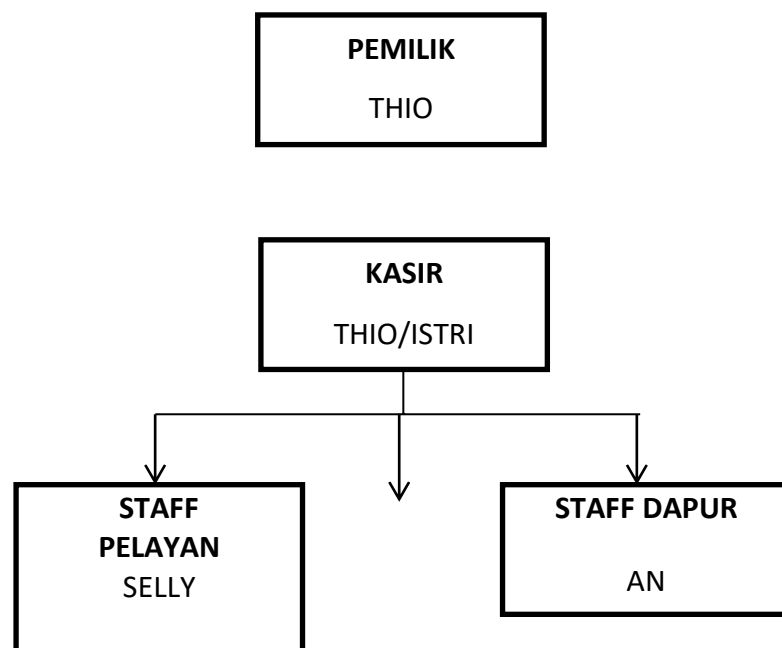 PEMILIK
THIO
KASIR
THIO/ISTRI
STAFF
PELAYAN
SELLY
STAFF DAPUR
AN